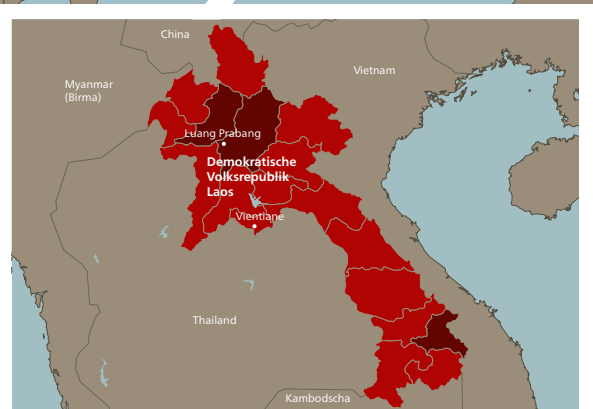 China
Vietnam
Myanmar
(Birma)
Luang Prabang
Demokratische
Volksrepublik
Laos
Vientiane
Thailand
Kambodscha